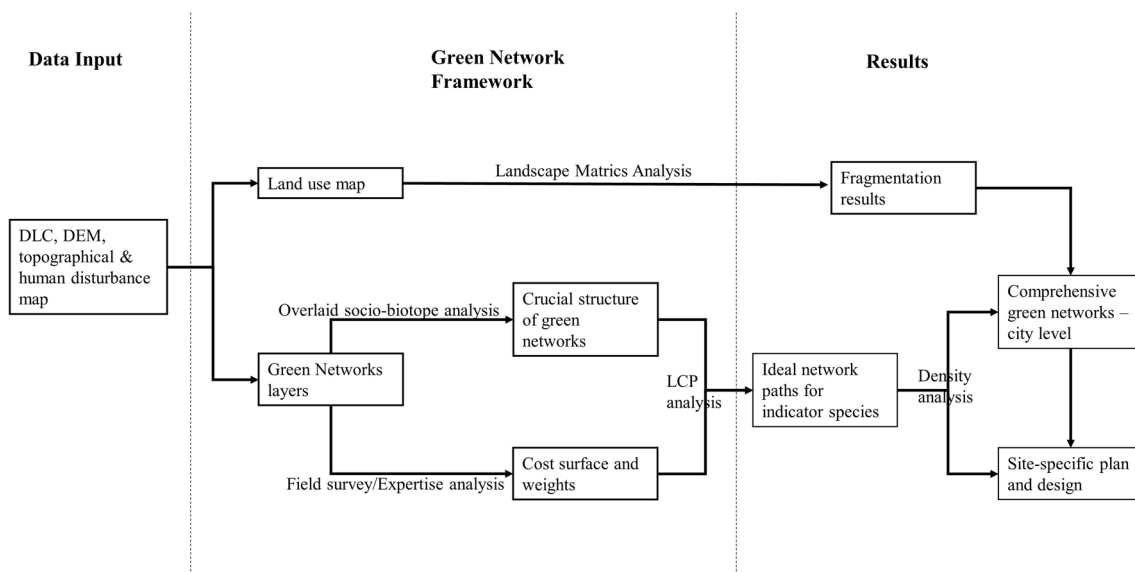 Data Input
Green Network
Framework
Results
Land use map
Landscape Matrics Analysis
Fragmentation
results
DLC, DEM,
topographical &
human disturbance
map
Overlaid socio-biotope analysis
Crucial structure
of green
networks
Comprehensive
green networks –
city level
Green Networks
layers
LCP
analysis
Ideal network
paths for
indicator species
Density
analysis
Field survey/Expertise analysis
Cost surface and
weights
Site-specific plan
and design